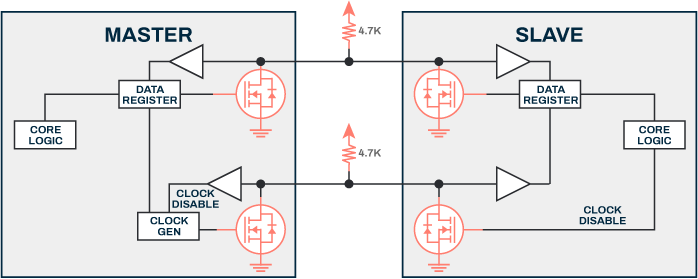 MASTER
SLAVE
4.7K
DATA
REGISTER
DATA
REGISTER
CORE
LOGIC
CORE
LOGIC
4.7K
CLOCK
DISABLE
CLOCK
GEN
CLOCK
DISABLE